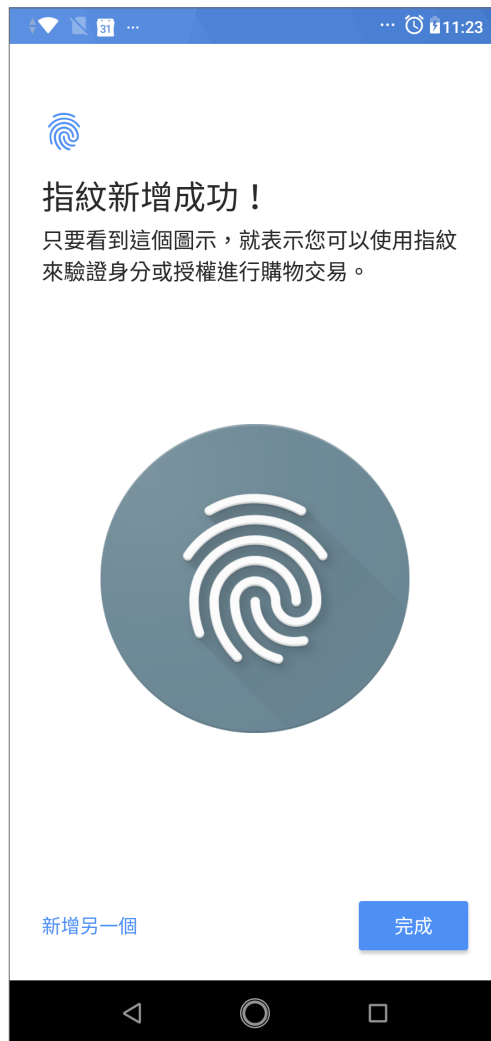 31 ... ... 11:23
指紋新增成功！
只要看到這個圖示，就表示您可以使用指紋
來驗證身分或授權進行購物交易。
新增另一個 完成